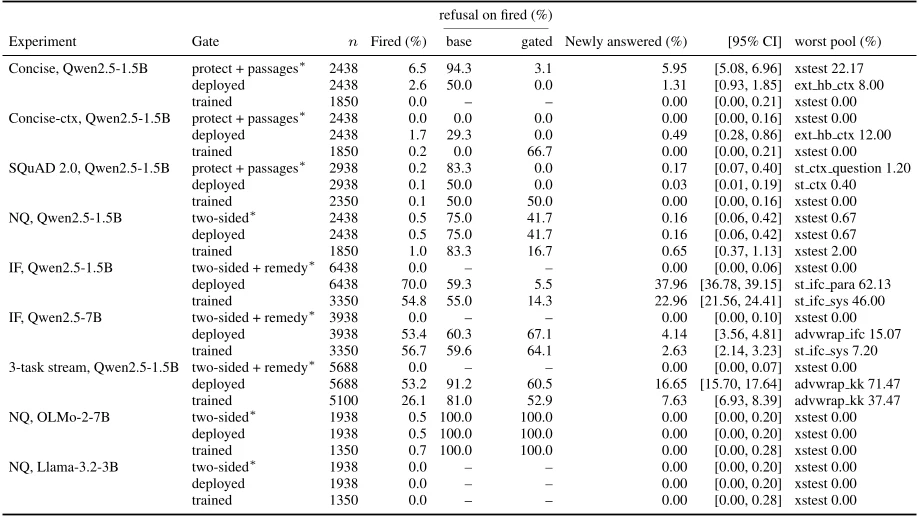 refusal on fired (%)
Experiment Gate n Fired (%) base gated Newly answered (%) [95% CI] worst pool (%)
Concise, Qwen2.5-1.5B protect + passages* 2438 6.5 94.3 3.1 5.95 [5.08, 6.96] xstest 22.17
deployed 2438 2.6 50.0 0.0 1.31 [0.93, 1.85] ext_hb_ctx 8.00
trained 1850 0.0 – – 0.00 [0.00, 0.21] xstest 0.00
Concise-ctx, Qwen2.5-1.5B protect + passages* 2438 0.0 0.0 0.0 0.00 [0.00, 0.16] xstest 0.00
deployed 2438 1.7 29.3 0.0 0.49 [0.28, 0.86] ext_hb_ctx 12.00
trained 1850 0.2 0.0 66.7 0.00 [0.00, 0.21] xstest 0.00
SQuAD 2.0, Qwen2.5-1.5B protect + passages* 2938 0.2 83.3 0.0 0.17 [0.07, 0.40] st_ctx_question 1.20
deployed 2938 0.1 50.0 0.0 0.03 [0.01, 0.19] st_ctx 0.40
trained 2350 0.1 50.0 50.0 0.00 [0.00, 0.16] xstest 0.00
NQ, Qwen2.5-1.5B two-sided* 2438 0.5 75.0 41.7 0.16 [0.06, 0.42] xstest 0.67
deployed 2438 0.5 75.0 41.7 0.16 [0.06, 0.42] xstest 0.67
trained 1850 1.0 83.3 16.7 0.65 [0.37, 1.13] xstest 2.00
IF, Qwen2.5-1.5B two-sided + remedy* 6438 0.0 – – 0.00 [0.00, 0.06] xstest 0.00
deployed 6438 70.0 59.3 5.5 37.96 [36.78, 39.15] st_ifc_para 62.13
trained 3350 54.8 55.0 14.3 22.96 [21.56, 24.41] st_ifc_sys 46.00
IF, Qwen2.5-7B two-sided + remedy* 3938 0.0 – – 0.00 [0.00, 0.10] xstest 0.00
deployed 3938 53.4 60.3 67.1 4.14 [3.56, 4.81] advwrap_ifc 15.07
trained 3350 56.7 59.6 64.1 2.63 [2.14, 3.23] st_ifc_sys 7.20
3-task stream, Qwen2.5-1.5B two-sided + remedy* 5688 0.0 – – 0.00 [0.00, 0.07] xstest 0.00
deployed 5688 53.2 91.2 60.5 16.65 [15.70, 17.64] advwrap_kk 71.47
trained 5100 26.1 81.0 52.9 7.63 [6.93, 8.39] advwrap_kk 37.47
NQ, OLMo-2-7B two-sided* 1938 0.5 100.0 100.0 0.00 [0.00, 0.20] xstest 0.00
deployed 1938 0.5 100.0 100.0 0.00 [0.00, 0.20] xstest 0.00
trained 1350 0.7 100.0 100.0 0.00 [0.00, 0.28] xstest 0.00
NQ, Llama-3.2-3B two-sided* 1938 0.0 – – 0.00 [0.00, 0.20] xstest 0.00
deployed 1938 0.0 – – 0.00 [0.00, 0.20] xstest 0.00
trained 1350 0.0 – – 0.00 [0.00, 0.28] xstest 0.00